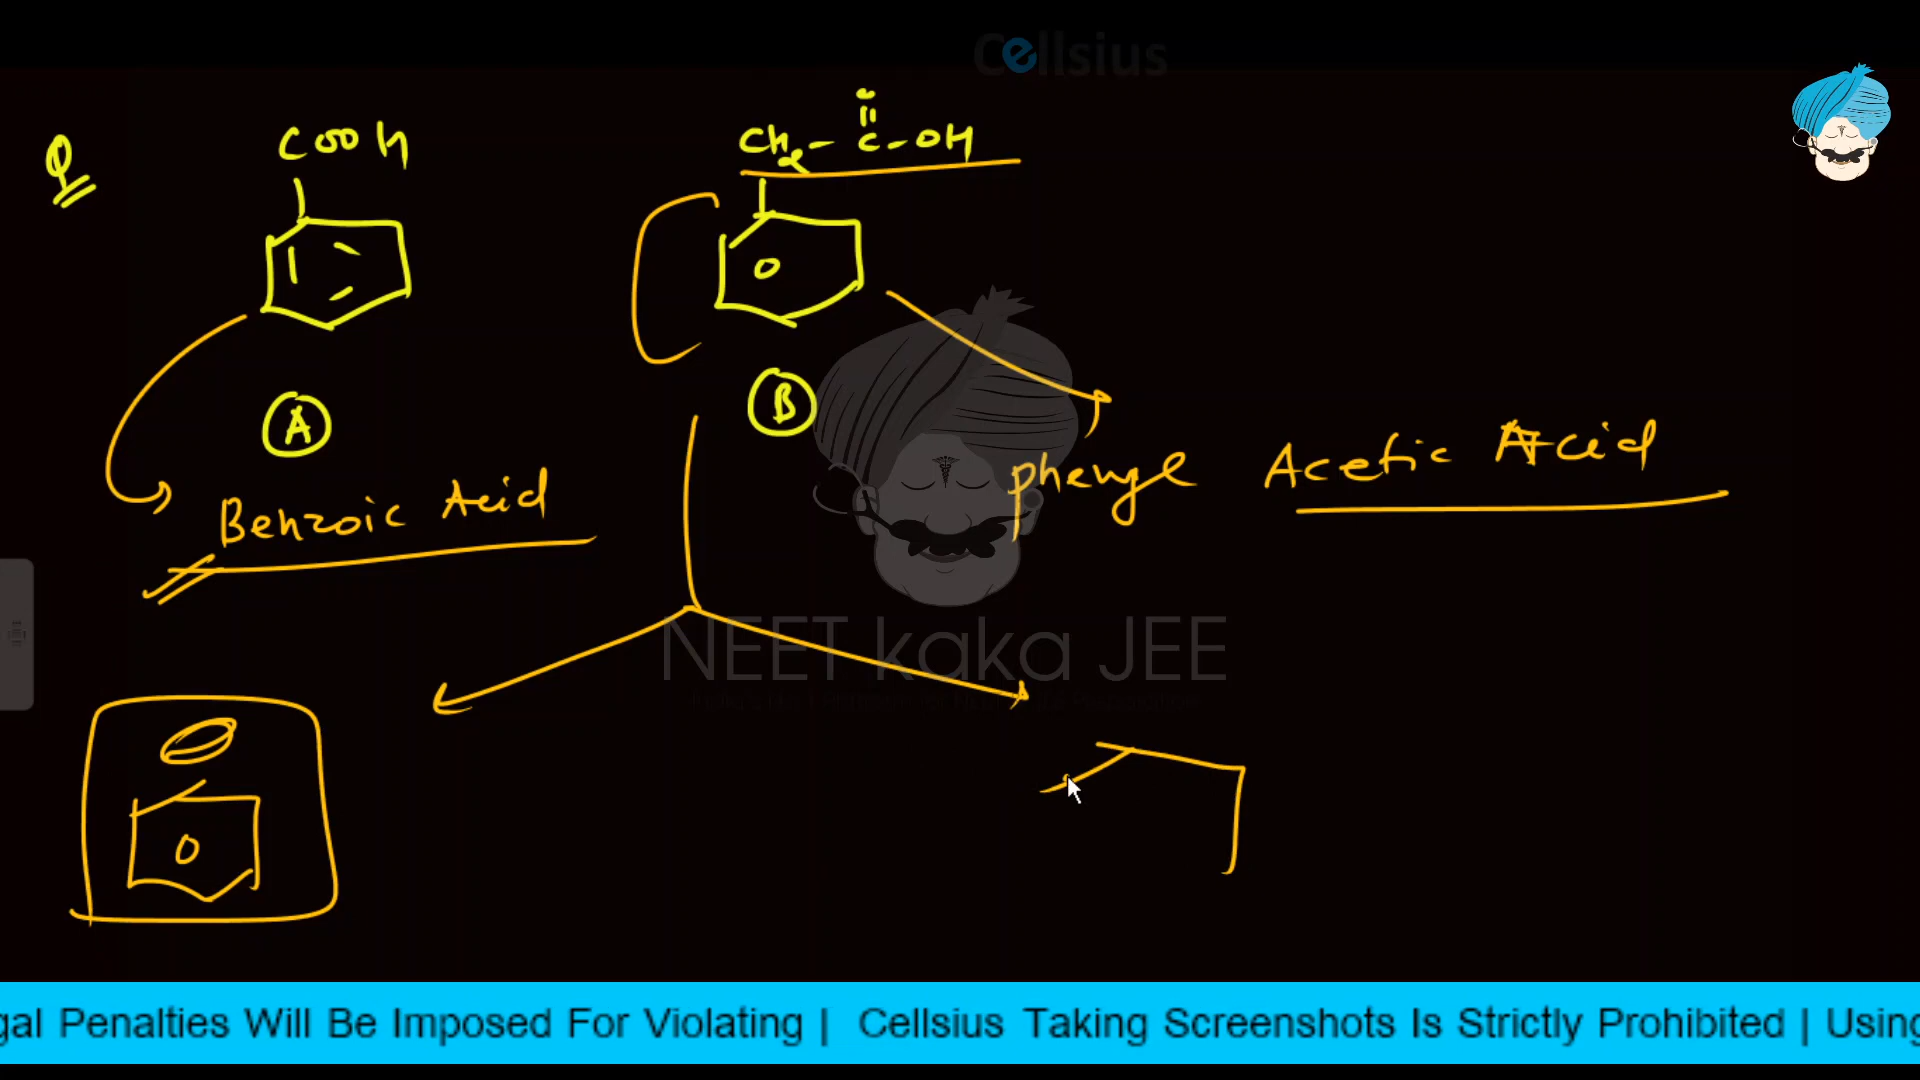 Cellsius
Q
COOH
CH2-C-OH
O
A
B
Benzoic Acid
phenyl Acetic Acid
NEET kaka JEE
O
gal Penalties Will Be Imposed For Violating | Cellsius Taking Screenshots Is Strictly Prohibited | Using